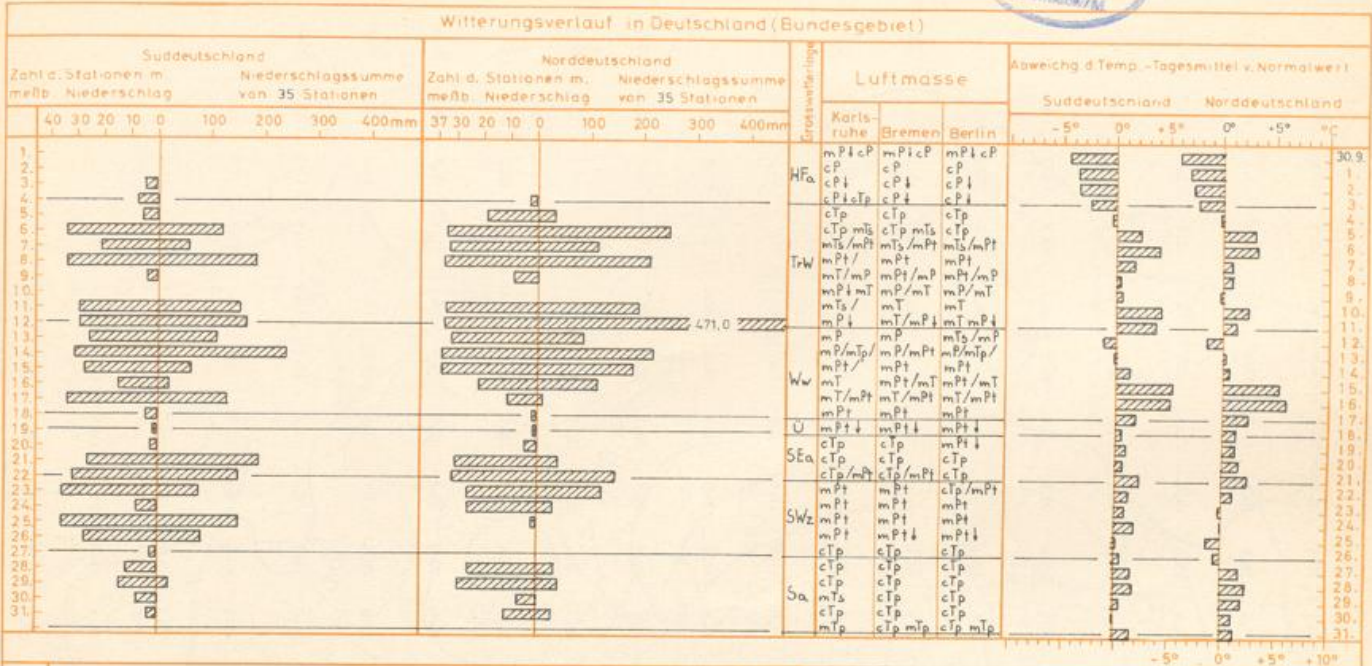 Witterungsverlauf in Deutschland (Bundesgebiet)
Süddeutschland
Zahl d. Stationen m. Niederschlagssumme
meßb. Niederschlag von 35 Stationen
40 30 20 10 0 100 200 300 400mm
Norddeutschland
Zahl d. Stationen m. Niederschlagssumme
meßb. Niederschlag von 35 Stationen
37 30 20 10 0 100 200 300 400mm
Grosswetterlage
Luftmasse
Karls-ruhe Bremen Berlin
Abweichg d. Temp.-Tagesmittel v. Normalwert
Süddeutschland Norddeutschland
-5° 0° +5° 0° +5° °C
1.
2.
3.
4.
5.
6.
7.
8.
9.
10.
11.
12.
13.
14.
15.
16.
17.
18.
19.
20.
21.
22.
23.
24.
25.
26.
27.
28.
29.
30.
31.
471,0
HFa
TrW
Ww
Ü
SEa
SWz
Sa
mP↓cP mP↓cP mP↓cP
cP cP cP
cP↓ cP↓ cP↓
cP↓cTp cP↓ cP↓
cTp cTp cTp
cTp mTs cTp mTs cTp
mTs/mPt mTs/mPt mTs/mPt
mPt/ mPt mPt
mT/mP mPt/mP mPt/mP
mP↓mT mP/mT mP/mT
mTs/ mT mT
mP↓ mT/mP↓ mT mP↓
mP mP mTs/mP
mP/mTp/ mP/mPt mP/mTp/
mPt/ mPt mPt
mT mPt/mT mPt/mT
mT/mPt mT/mPt mT/mPt
mPt mPt mPt
mPt↓ mPt↓ mPt↓
cTp cTp mPt↓
cTp cTp cTp
cTp/mPt cTp/mPt cTp
mPt mPt cTp/mPt
mPt mPt mPt
mPt mPt mPt
mPt mPt↓ mPt↓
cTp cTp cTp
cTp cTp cTp
cTp cTp cTp
mTs cTp cTp
cTp cTp cTp
mTp cTp mTp cTp mTp
30.9.
1.
2.
3.
4.
5.
6.
7.
8.
9.
10.
11.
12.
13.
14.
15.
16.
17.
18.
19.
20.
21.
22.
23.
24.
25.
26.
27.
28.
29.
30.
31.
-5° 0° +5° +10°